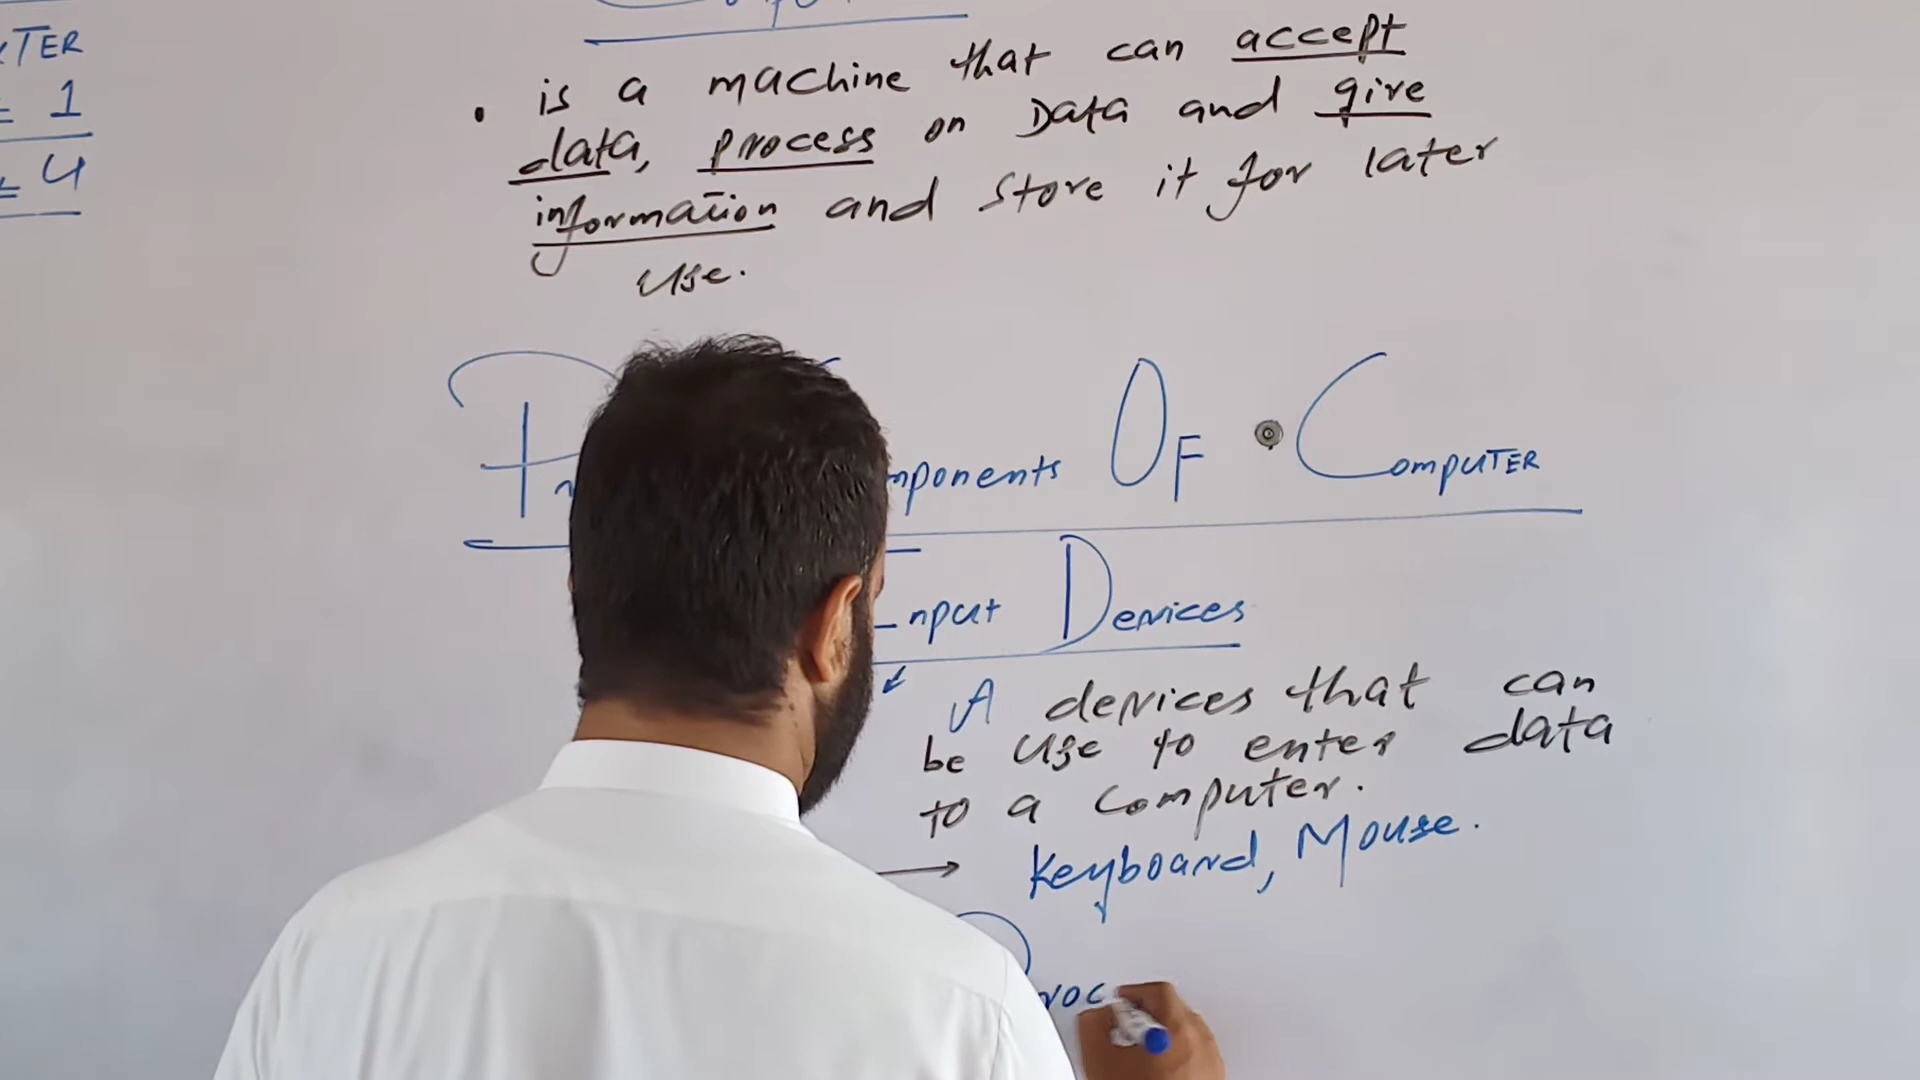 TER
= 1
= 4
• is a machine that can accept
data, process on Data and give
information and store it for later
use.
Of Computer
Input Devices
A devices that can
be use to enter data
to a computer.
→ Keyboard, Mouse.